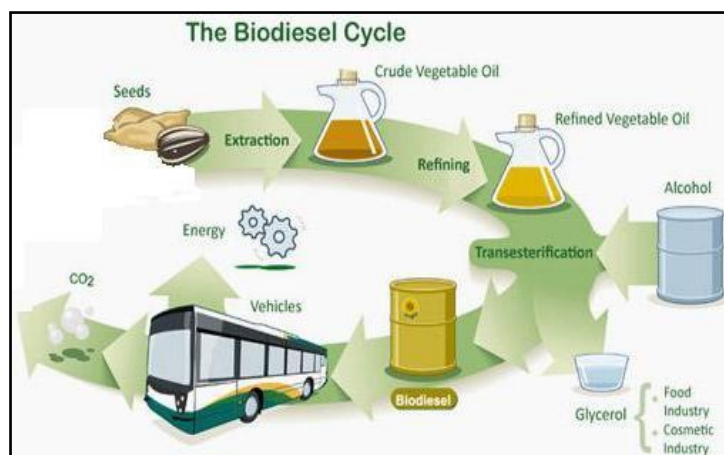 The Biodiesel Cycle
Crude Vegetable Oil
Seeds
Refined Vegetable Oil
Extraction
Refining
Alcohol
Energy
Transesterification
CO2
Vehicles
Biodiesel
Glycerol
. Food
Industry
. Cosmetic
Industry